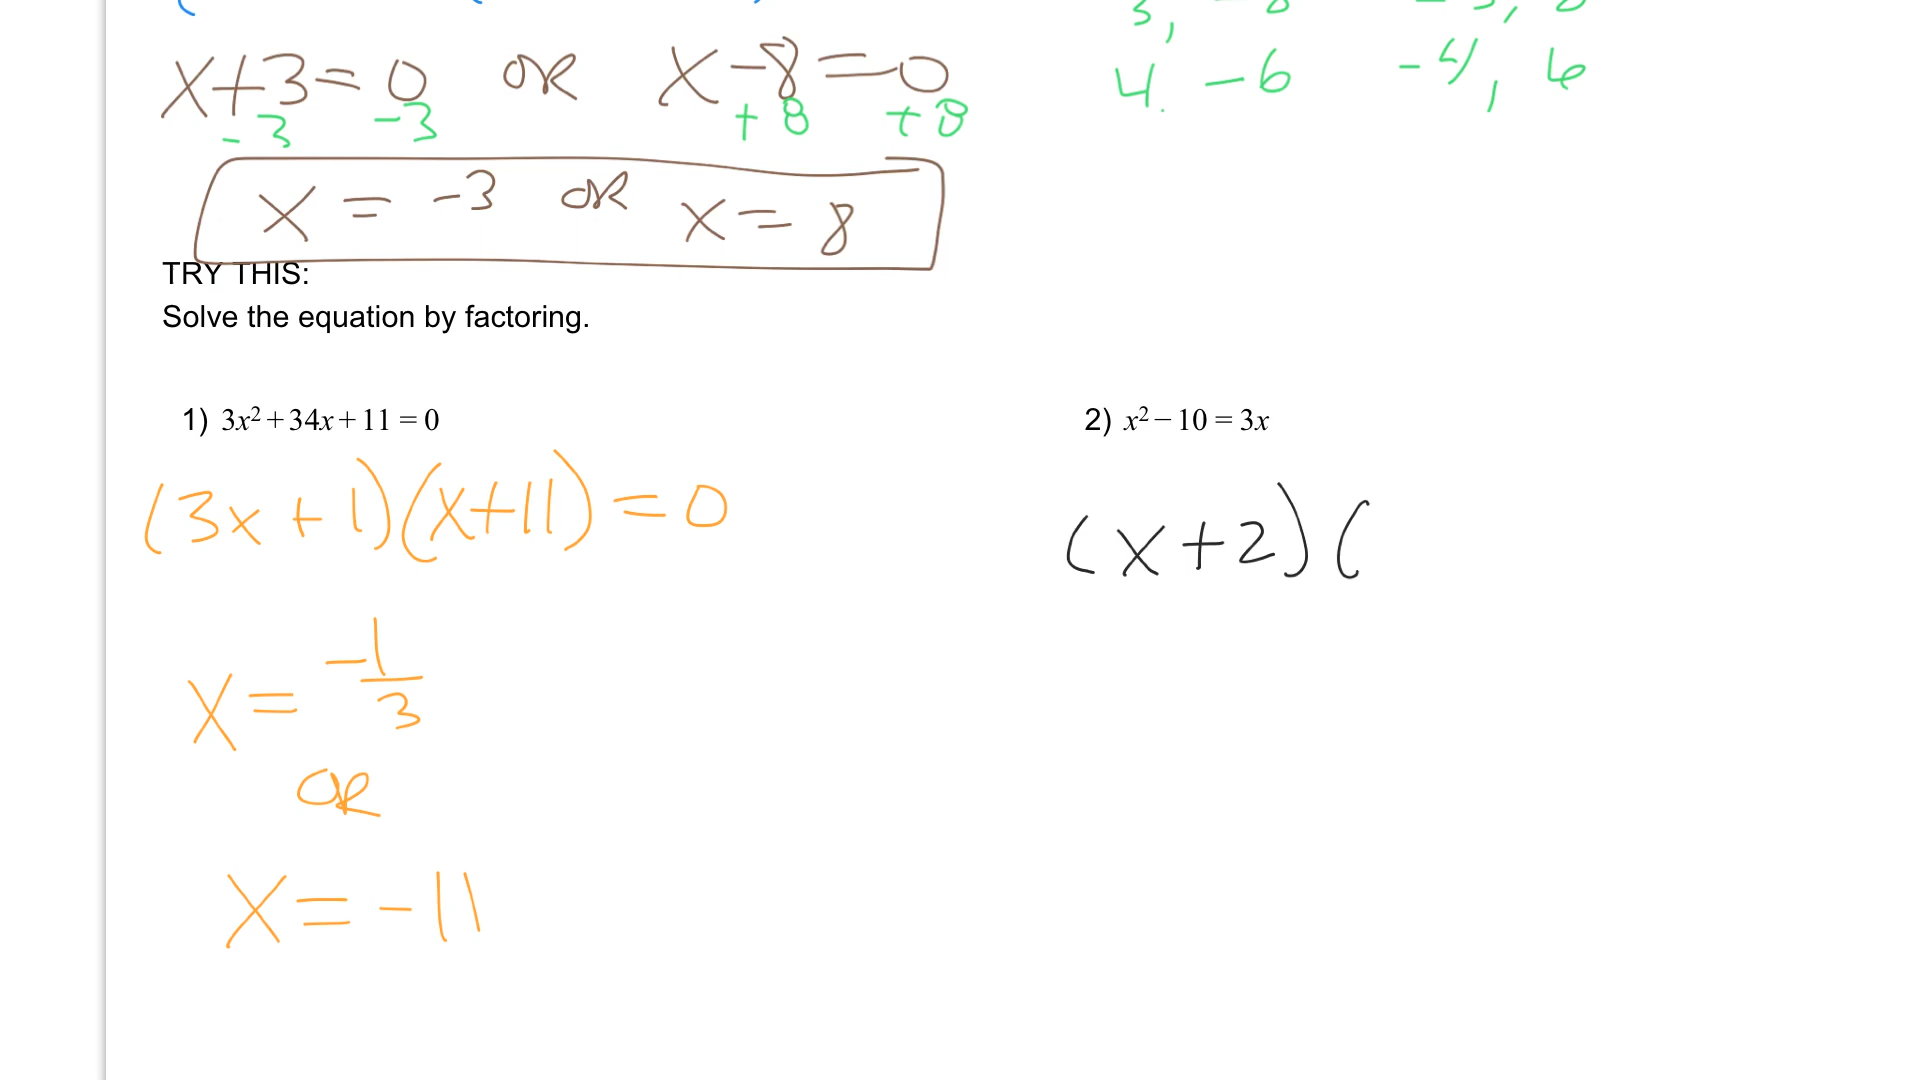 x+3=0 OR x-8=0
-3 -3 +8 +8
x = -3 OR x = 8
4. -6 -4, 6
TRY THIS:
Solve the equation by factoring.
1) 3x²+34x+11=0
(3x+1)(x+11)=0
x= -1/3
OR
x=-11
2) x²−10=3x
(x+2)(